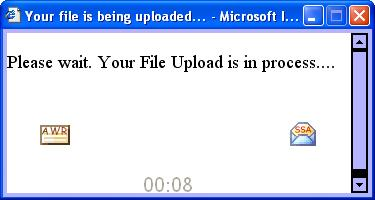 Your file is being uploaded... - Microsoft I...
Please wait. Your File Upload is in process....
AWR
SSA
00:08